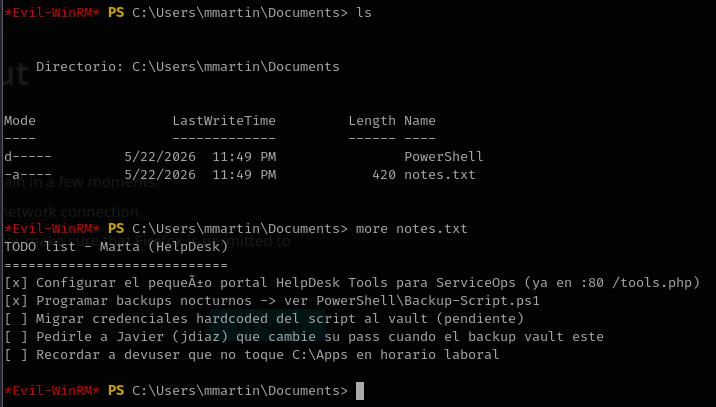 *Evil-WinRM* PS C:\Users\mmartin\Documents> ls
Directorio: C:\Users\mmartin\Documents
Mode LastWriteTime Length Name
---- ------------- ------ ----
d----- 5/22/2026 11:49 PM PowerShell
-a---- 5/22/2026 11:49 PM 420 notes.txt
*Evil-WinRM* PS C:\Users\mmartin\Documents> more notes.txt
TODO list - Marta (HelpDesk)
============================
[x] Configurar el pequeÃ±o portal HelpDesk Tools para ServiceOps (ya en :80 /tools.php)
[x] Programar backups nocturnos -> ver PowerShell\Backup-Script.ps1
[ ] Migrar credenciales hardcoded del script al vault (pendiente)
[ ] Pedirle a Javier (jdiaz) que cambie su pass cuando el backup vault este
[ ] Recordar a devuser que no toque C:\Apps en horario laboral
*Evil-WinRM* PS C:\Users\mmartin\Documents>